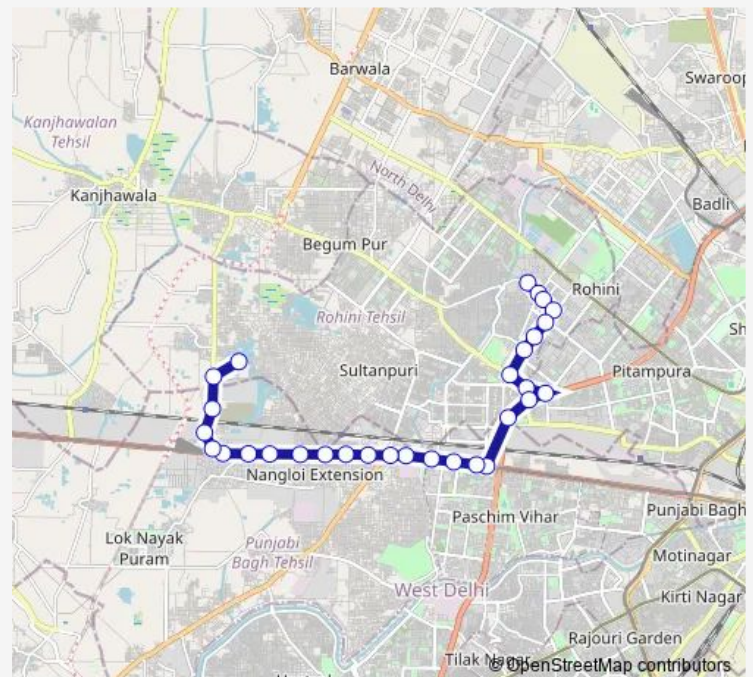 Barwala
Swaroop
Kanjhawalan
Tehsil
North Delhi
Kanjhawala
Badli
Begum Pur
Rohini
Rohini Tehsil
Sultanpuri
Pitampura
Nangloi Extension
Paschim Vihar
Punjabi Bagh
Lok Nayak
Puram
Punjabi
Bagh Tehsil
Motinagar
West Delhi
Kirti Nagar
Rajouri Garden
Tilak Nagar
© OpenStreetMap contributors